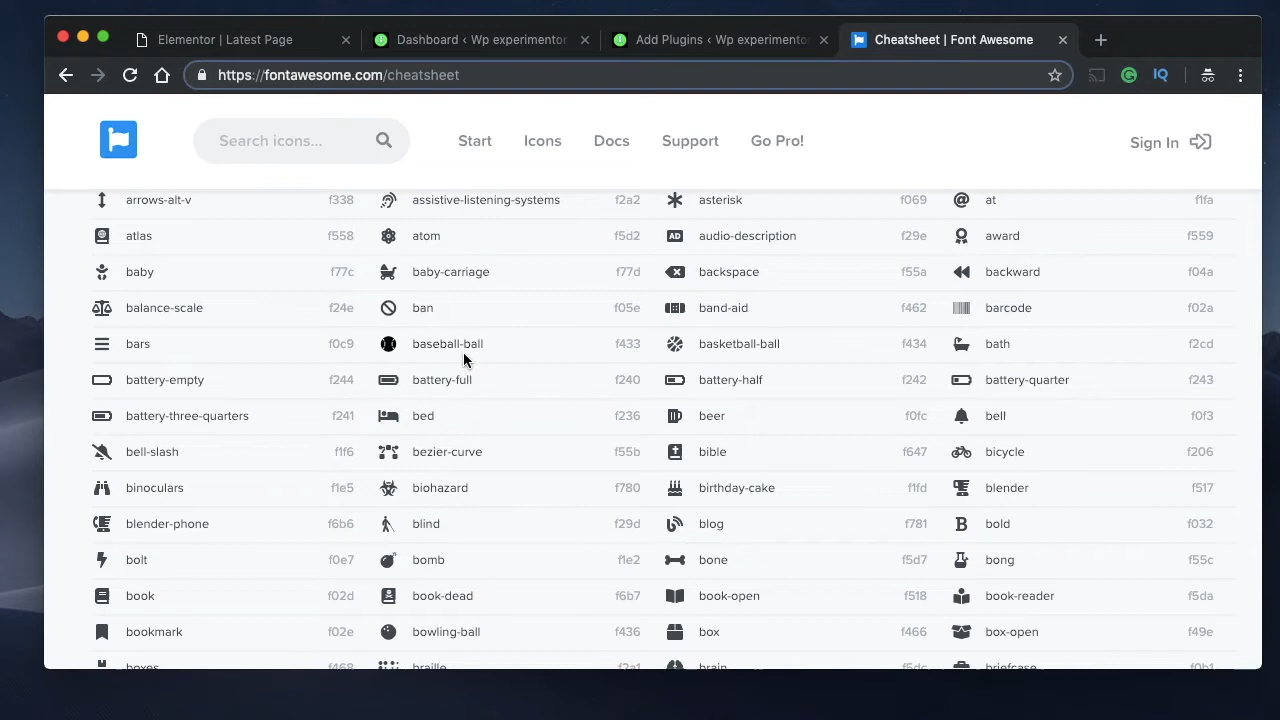 Elementor | Latest Page
Dashboard ‹ Wp experimentor
Add Plugins ‹ Wp experimentor
Cheatsheet | Font Awesome
https://fontawesome.com/cheatsheet
IQ
Search icons...
Start
Icons
Docs
Support
Go Pro!
Sign In
arrows-alt-v f338 assistive-listening-systems f2a2 asterisk f069 at f1fa
atlas f558 atom f5d2 AD audio-description f29e award f559
baby f77c baby-carriage f77d backspace f55a backward f04a
balance-scale f24e ban f05e band-aid f462 barcode f02a
bars f0c9 baseball-ball f433 basketball-ball f434 bath f2cd
battery-empty f244 battery-full f240 battery-half f242 battery-quarter f243
battery-three-quarters f241 bed f236 beer f0fc bell f0f3
bell-slash f1f6 bezier-curve f55b bible f647 bicycle f206
binoculars f1e5 biohazard f780 birthday-cake f1fd blender f517
blender-phone f6b6 blind f29d blog f781 bold f032
bolt f0e7 bomb f1e2 bone f5d7 bong f55c
book f02d book-dead f6b7 book-open f518 book-reader f5da
bookmark f02e bowling-ball f436 box f466 box-open f49e
boxes f468 braille f2a1 brain f5dc briefcase f0b1